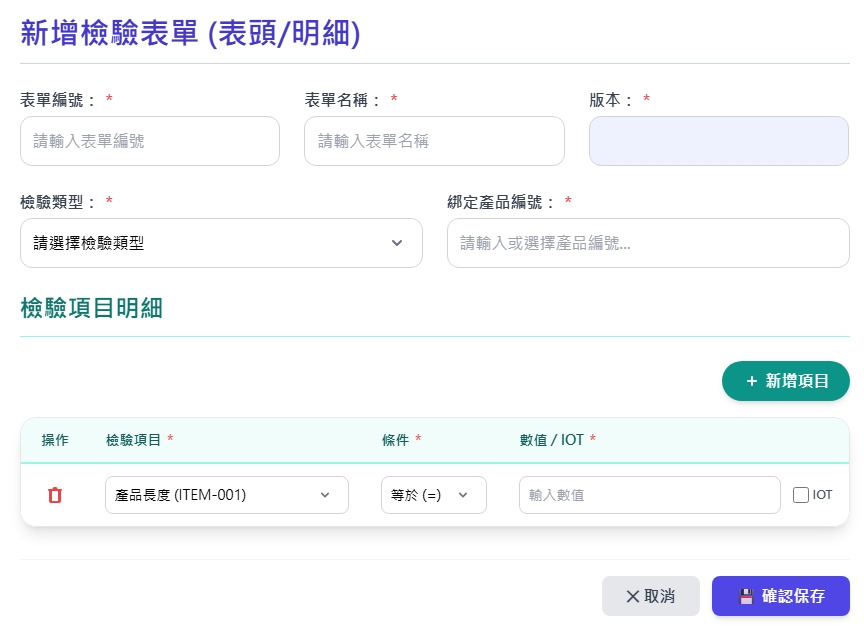 新增檢驗表單 (表頭/明細)
表單編號： * 表單名稱： * 版本： *
請輸入表單編號 請輸入表單名稱
檢驗類型： * 綁定產品編號： *
請選擇檢驗類型 請輸入或選擇產品編號...
檢驗項目明細
+ 新增項目
操作 檢驗項目 * 條件 * 數值 / IOT *
產品長度 (ITEM-001) 等於 (=) 輸入數值 IOT
取消 確認保存